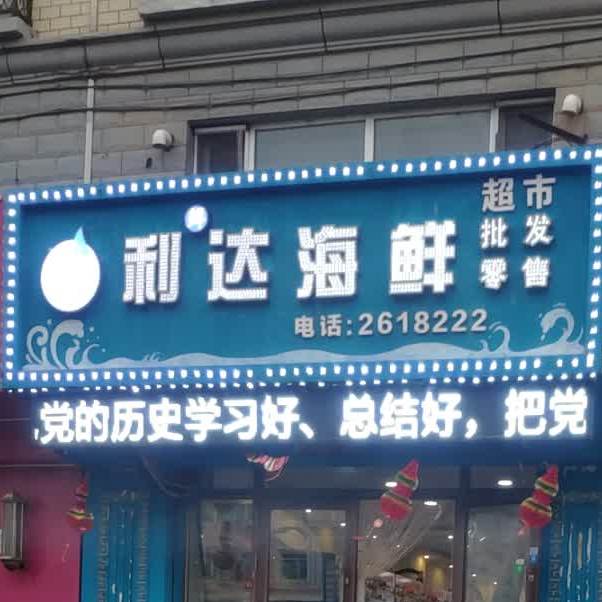 利达海鲜
超市
批发
零售
电话:2618222
党的历史学习好、总结好，把党